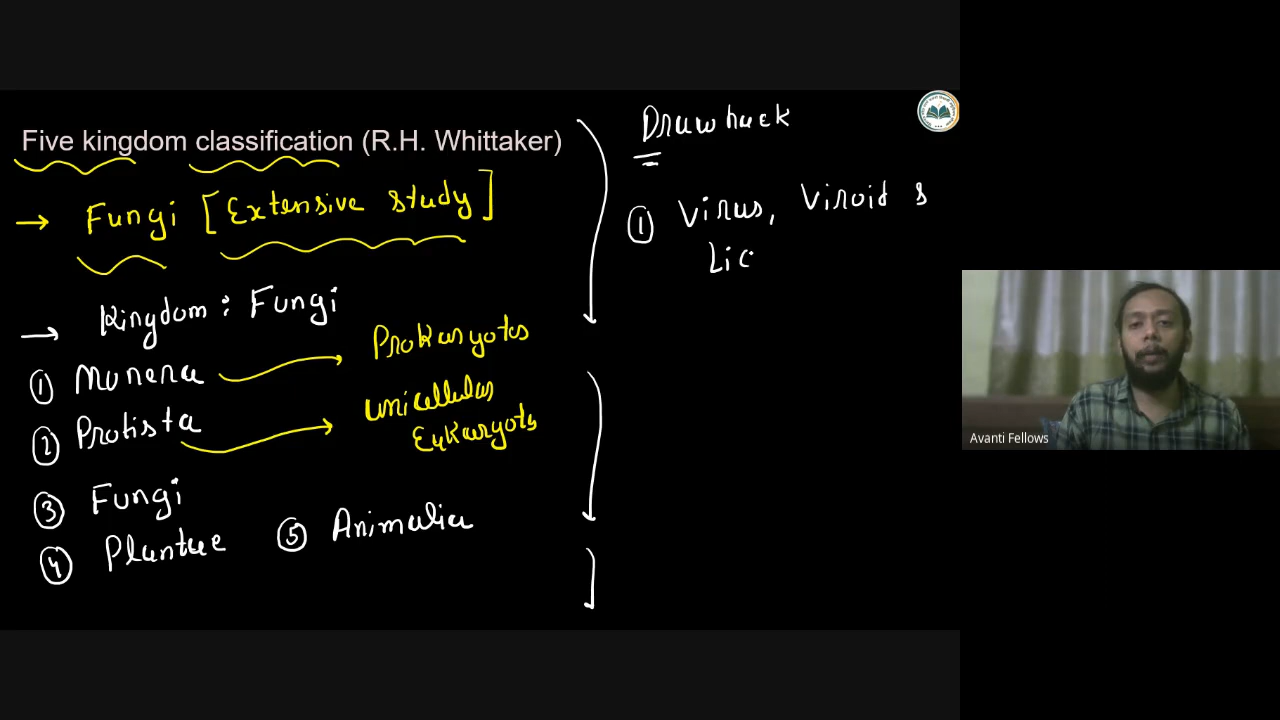 Five kingdom classification (R.H. Whittaker)
→ Fungi [Extensive study]
→ Kingdom : Fungi
① Monera → Prokaryotes
② Protista → Unicellular
Eukaryots
③ Fungi
④ Plantae ⑤ Animalia
Drawback
① Virus, Viroid s
Lic
Avanti Fellows